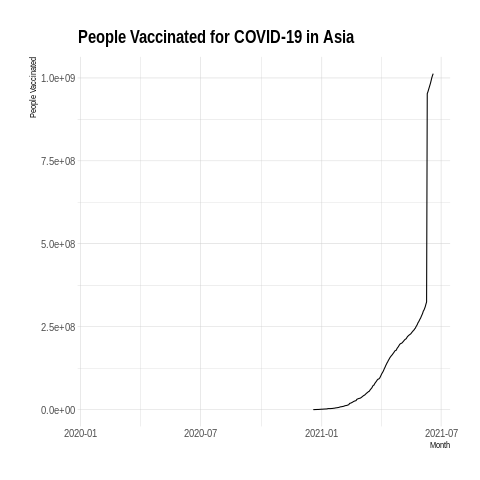 People Vaccinated for COVID-19 in Asia
People Vaccinated
1.0e+09
7.5e+08
5.0e+08
2.5e+08
0.0e+00
2020-01 2020-07 2021-01 2021-07
Month